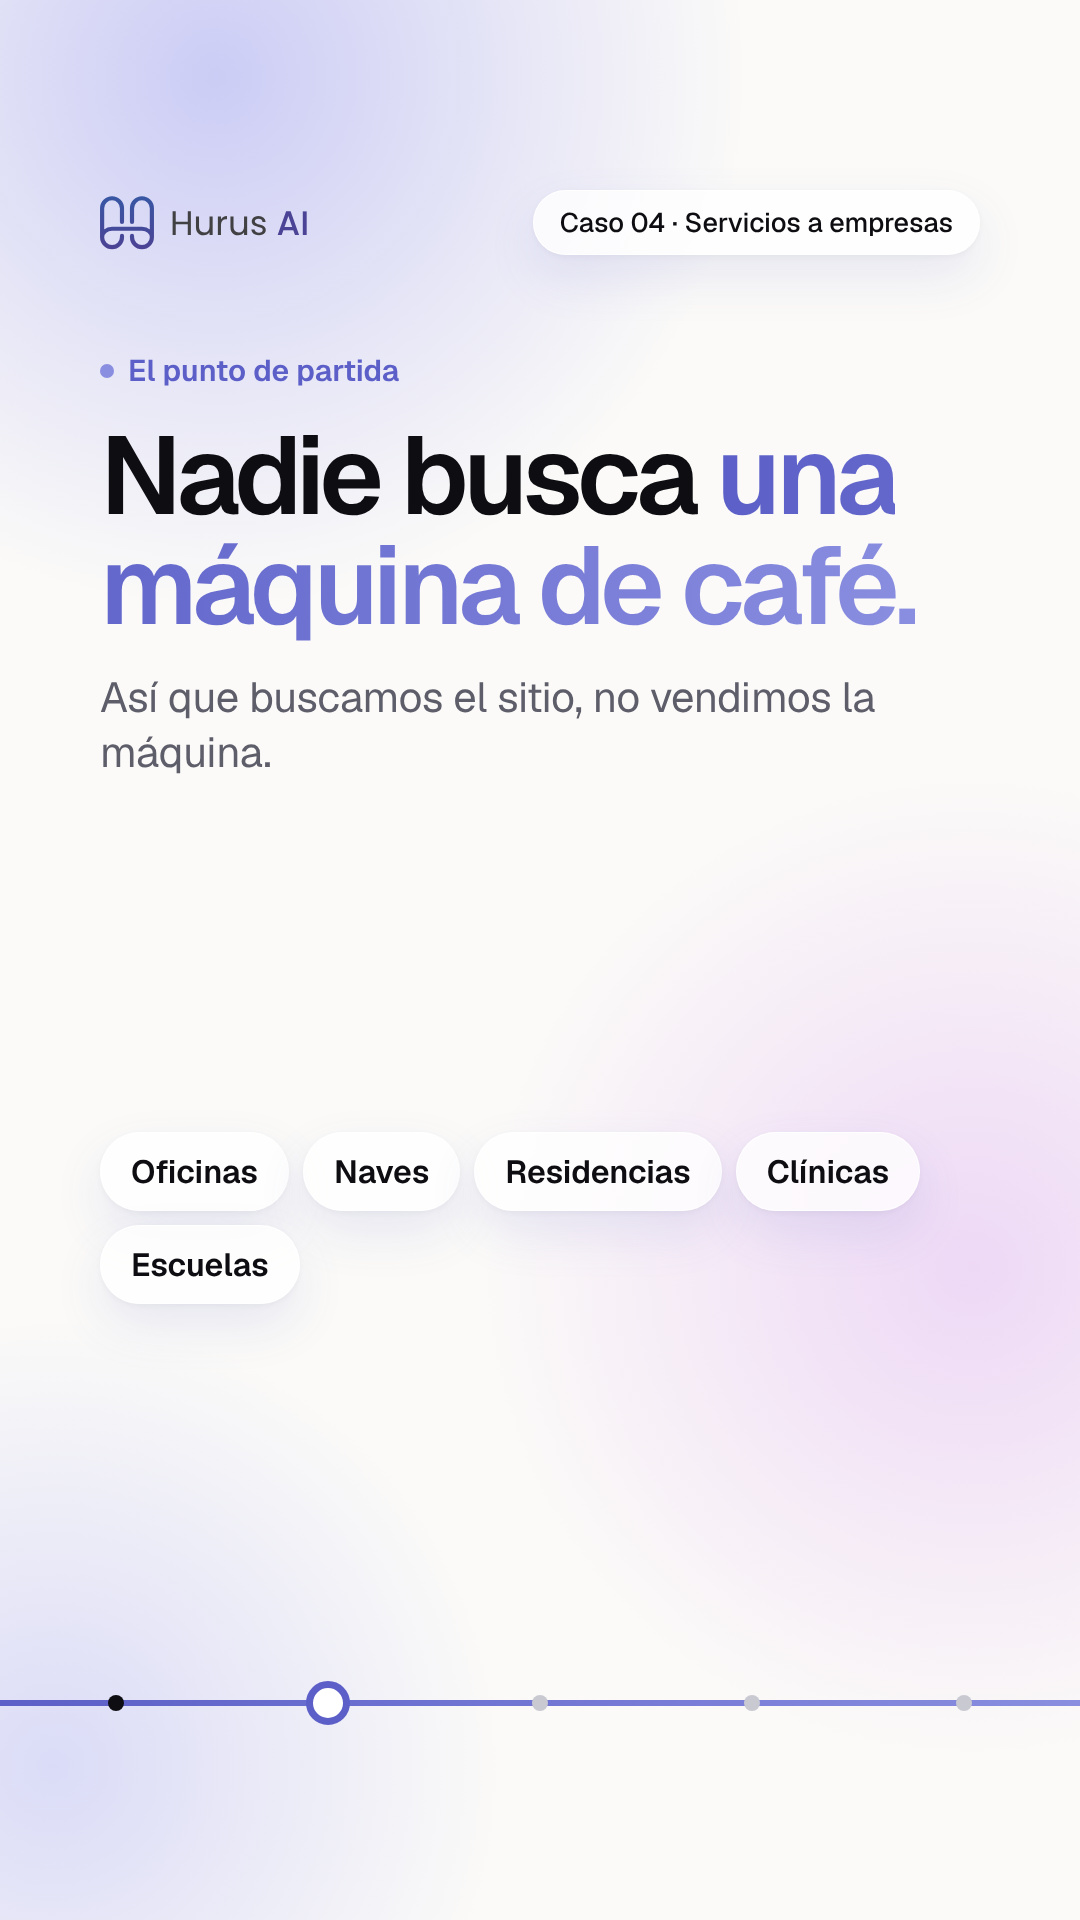 Hurus AI
Caso 04 · Servicios a empresas
El punto de partida
Nadie busca una
máquina de café.
Así que buscamos el sitio, no vendimos la
máquina.
Oficinas
Naves
Residencias
Clínicas
Escuelas